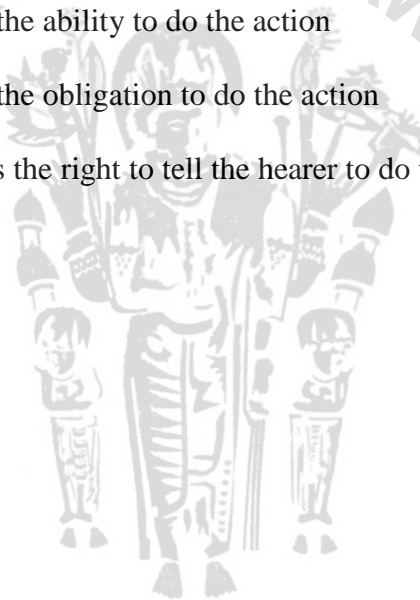 the ability to do the action
the obligation to do the action
s the right to tell the hearer to do